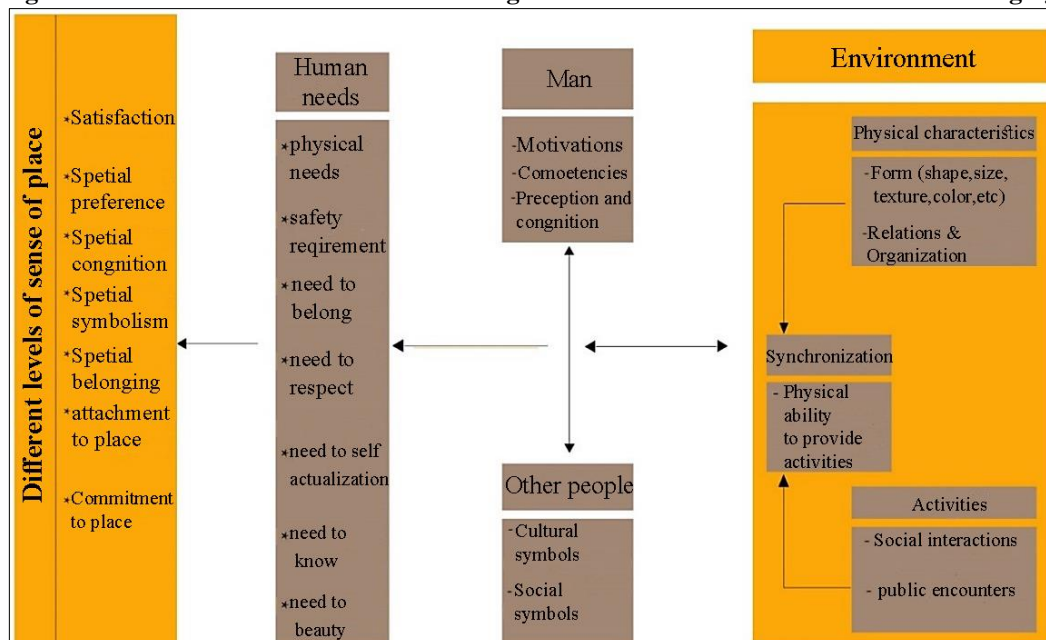 Different levels of sense of place
*Satisfaction
*Spetial
preference
*Spetial
congnition
*Spetial
symbolism
*Spetial
belonging
*attachment
to place
*Commitment
to place
Human
needs
*physical
needs
*safety
reqirement
*need to
belong
*need to
respect
*need to self
actualization
*need to
know
*need to
beauty
Man
-Motivations
-Comoetencies
-Preception and
congnition
Other people
-Cultural
symbols
-Social
symbols
Environment
Physical characteristics
-Form (shape,size,
texture,color,etc)
-Relations &
Organization
Synchronization
- Physical
ability
to provide
activities
Activities
- Social interactions
- public encounters